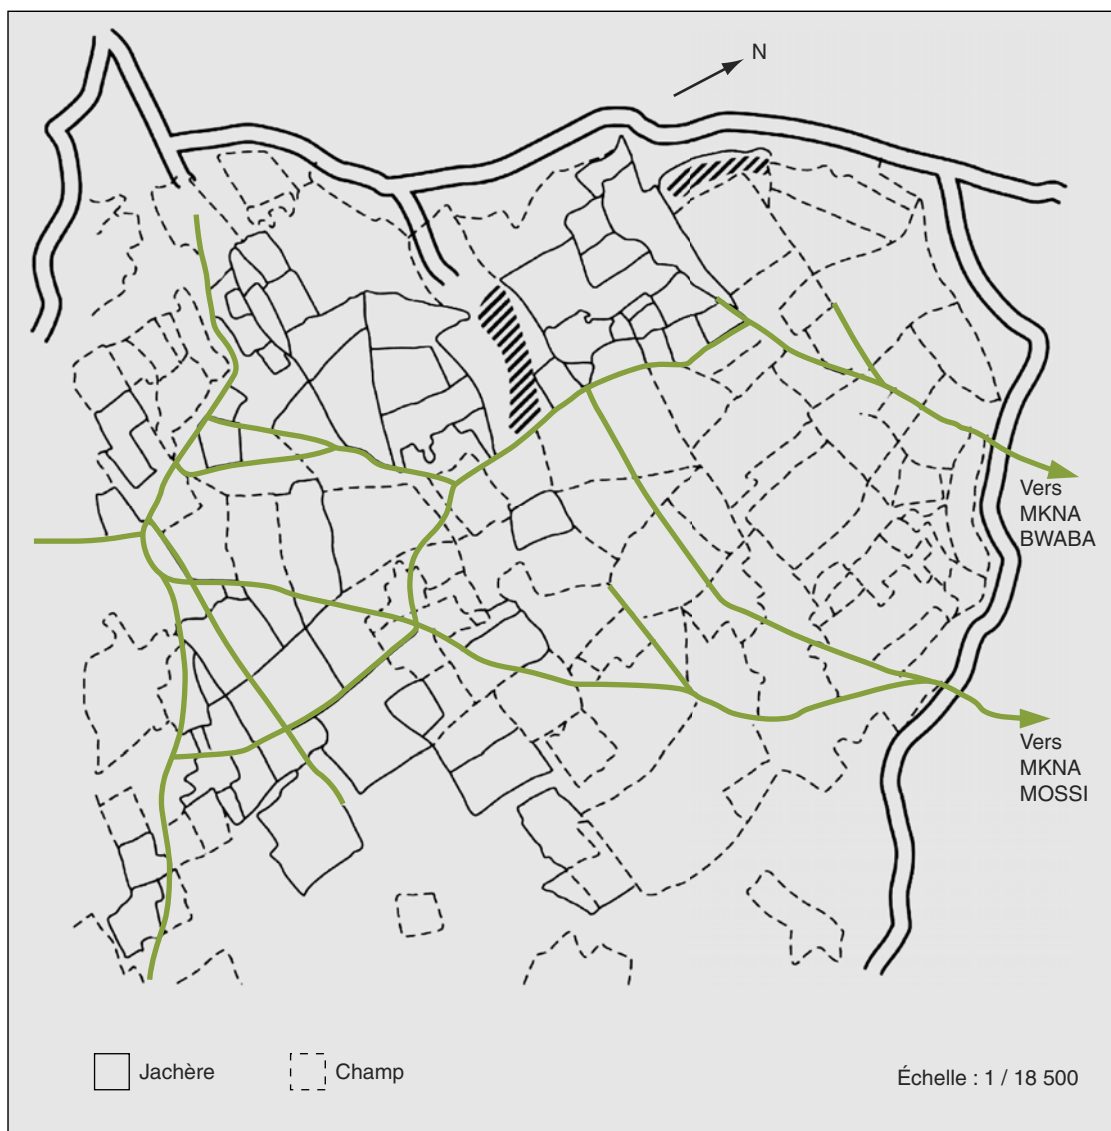 N
Vers
MKNA
BWABA
Vers
MKNA
MOSSI
Jachère
Champ
Échelle : 1 / 18 500